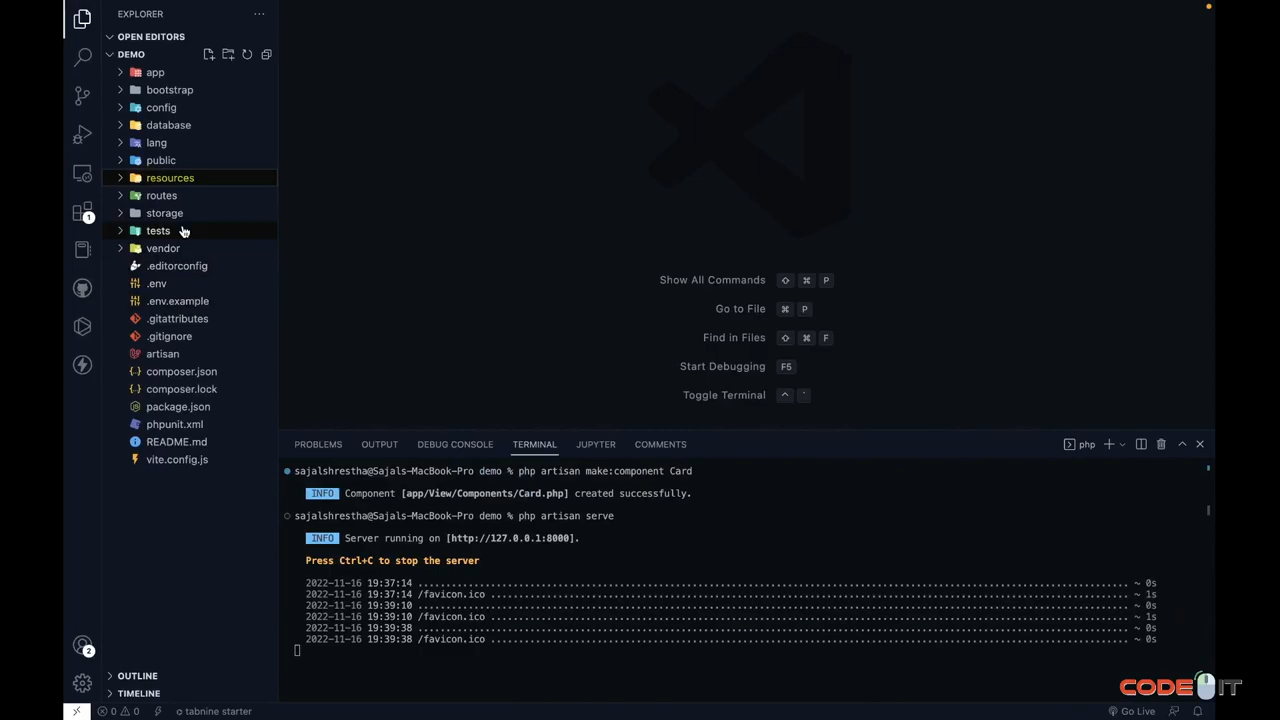 EXPLORER
OPEN EDITORS
DEMO
app
bootstrap
config
database
lang
public
resources
routes
storage
tests
vendor
.editorconfig
.env
.env.example
.gitattributes
.gitignore
artisan
composer.json
composer.lock
package.json
phpunit.xml
README.md
vite.config.js
OUTLINE
TIMELINE
1
2
Show All Commands ⇧ ⌘ P
Go to File ⌘ P
Find in Files ⇧ ⌘ F
Start Debugging F5
Toggle Terminal ^ `
PROBLEMS OUTPUT DEBUG CONSOLE TERMINAL JUPYTER COMMENTS php
sajalshrestha@Sajals-MacBook-Pro demo % php artisan make:component Card
INFO Component [app/View/Components/Card.php] created successfully.
sajalshrestha@Sajals-MacBook-Pro demo % php artisan serve
INFO Server running on [http://127.0.0.1:8000].
Press Ctrl+C to stop the server
2022-11-16 19:37:14 ........................................ ~ 0s
2022-11-16 19:37:14 /favicon.ico ........................................ ~ 1s
2022-11-16 19:39:10 ........................................ ~ 0s
2022-11-16 19:39:10 /favicon.ico ........................................ ~ 1s
2022-11-16 19:39:38 ........................................ ~ 0s
2022-11-16 19:39:38 /favicon.ico ........................................ ~ 0s
CODE IT
0 0 tabnine starter Go Live